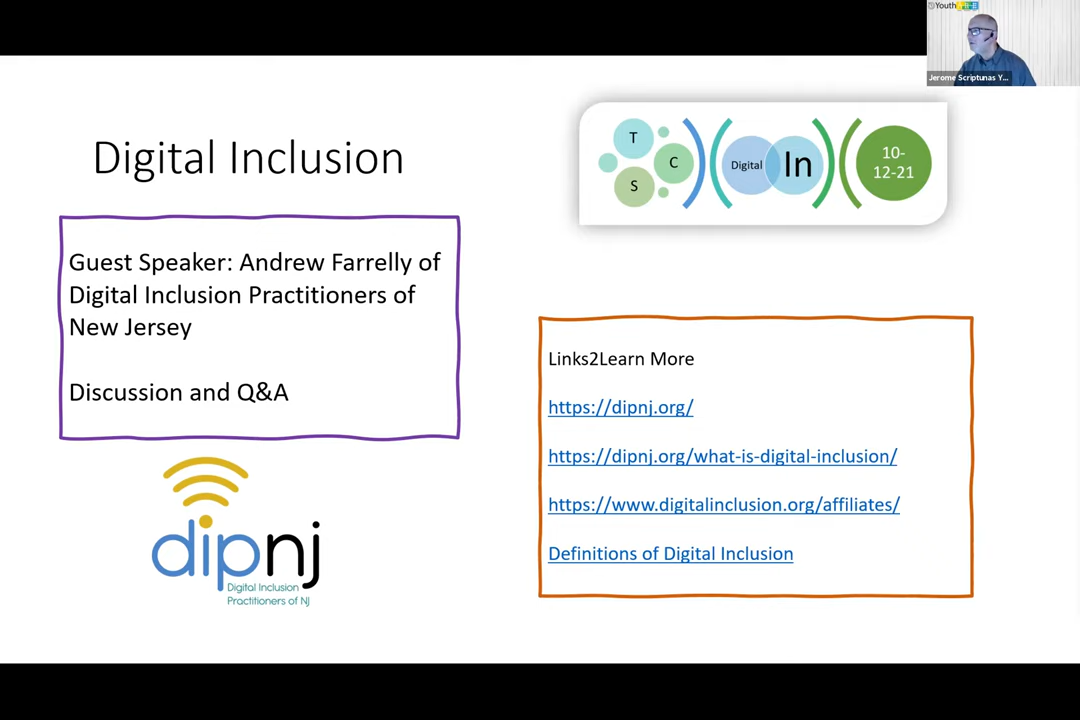 Youth
Jerome Scriptunas Y...
Digital Inclusion
T
C
S
Digital
In
10-
12-21
Guest Speaker: Andrew Farrelly of
Digital Inclusion Practitioners of
New Jersey
Discussion and Q&A
Links2Learn More
https://dipnj.org/
https://dipnj.org/what-is-digital-inclusion/
https://www.digitalinclusion.org/affiliates/
Definitions of Digital Inclusion
dipnj
Digital Inclusion
Practitioners of NJ